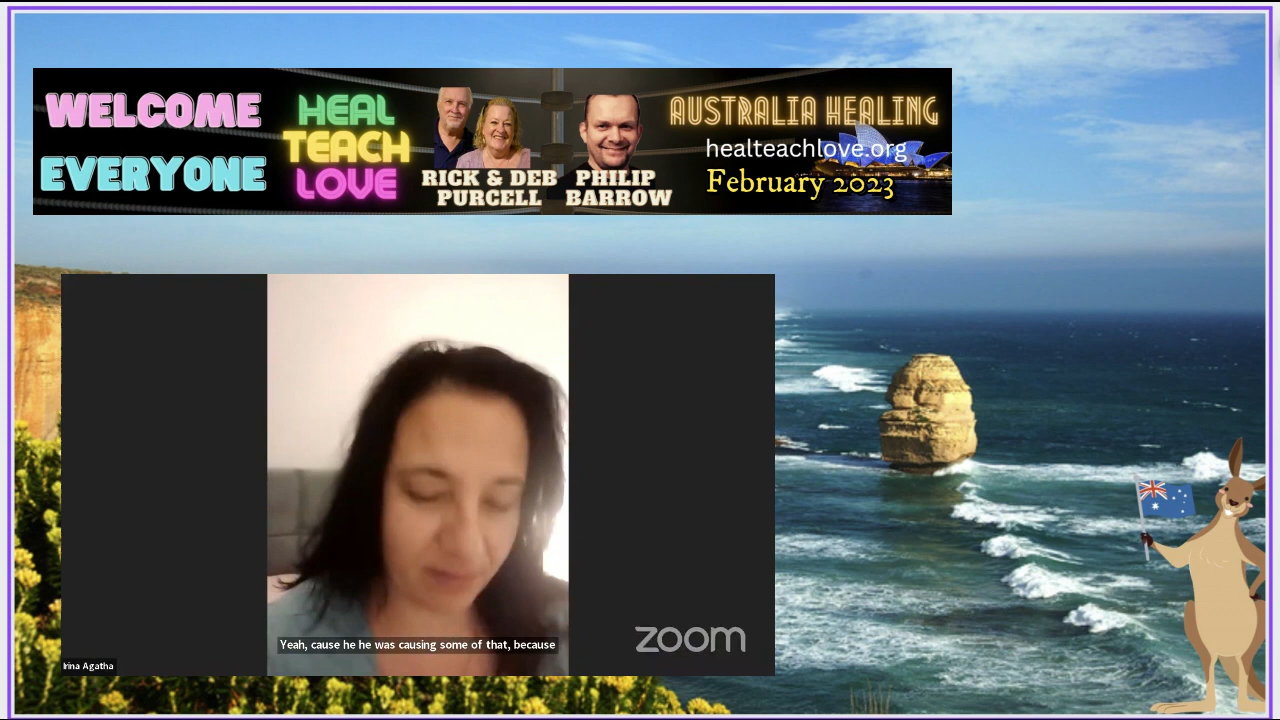 WELCOME
EVERYONE
HEAL
TEACH
LOVE
RICK & DEB
PURCELL
PHILIP
BARROW
AUSTRALIA HEALING
healteachlove.org
February 2023
Yeah, cause he he was causing some of that, because
zoom
Irina Agatha